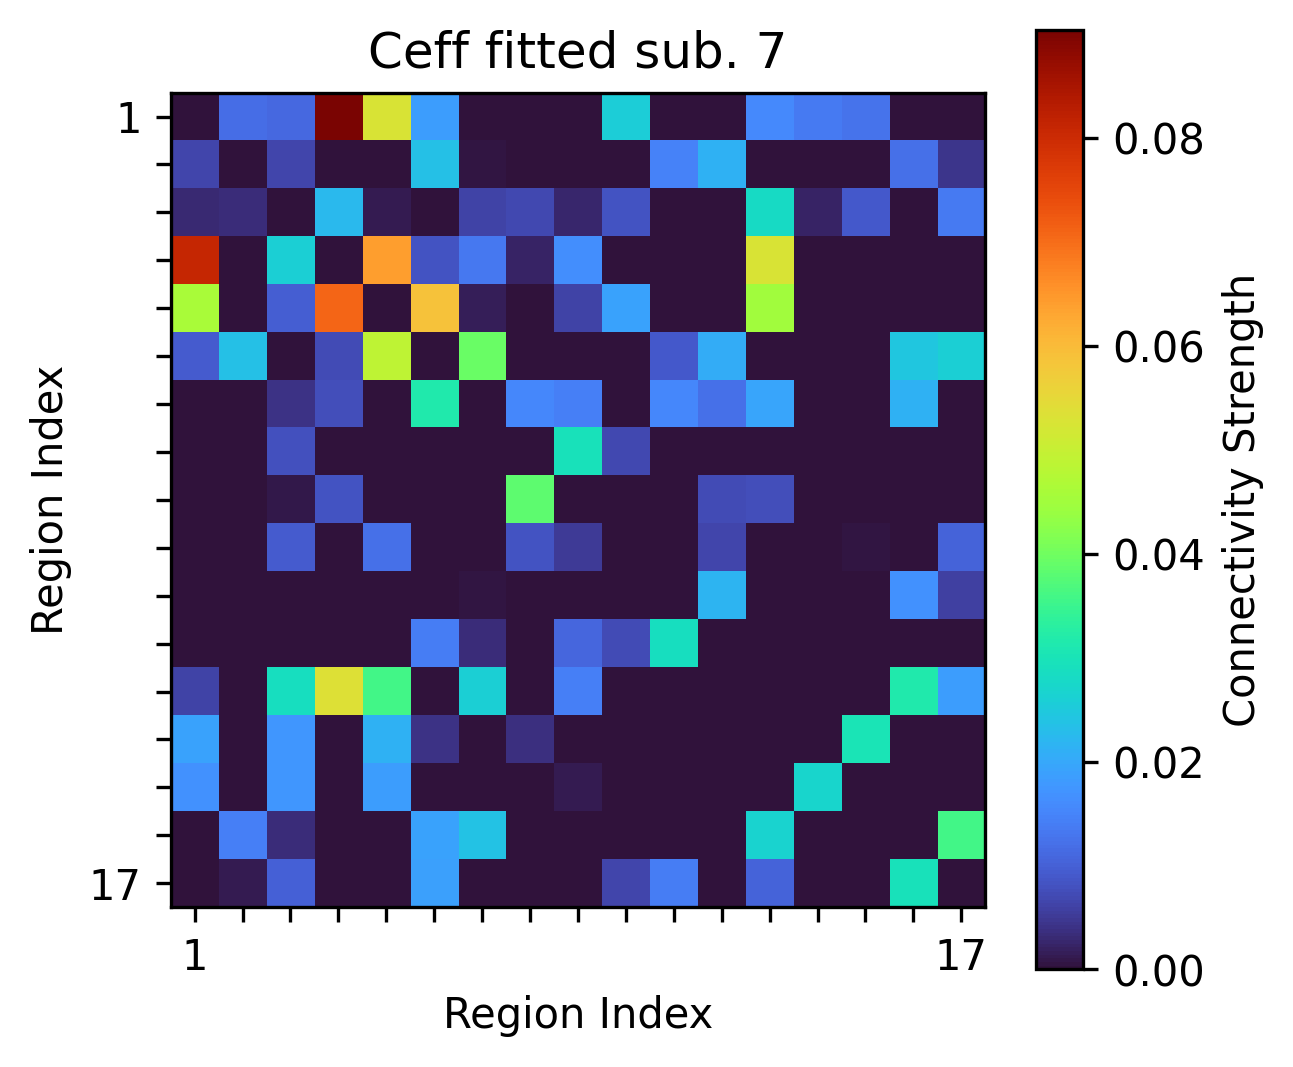 Ceff fitted sub. 7
1
17
Region Index
1
17
Region Index
0.08
0.06
0.04
0.02
0.00
Connectivity Strength